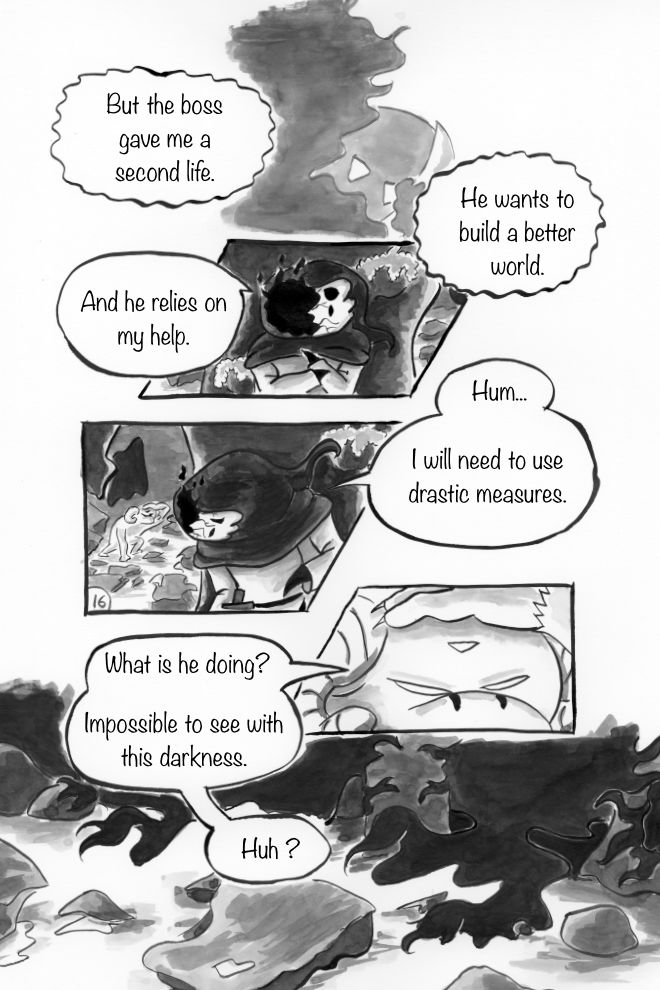 But the boss
gave me a
second life.
He wants to
build a better
world.
And he relies on
my help.
Hum...
I will need to use
drastic measures.
16
What is he doing?
Impossible to see with
this darkness.
Huh ?